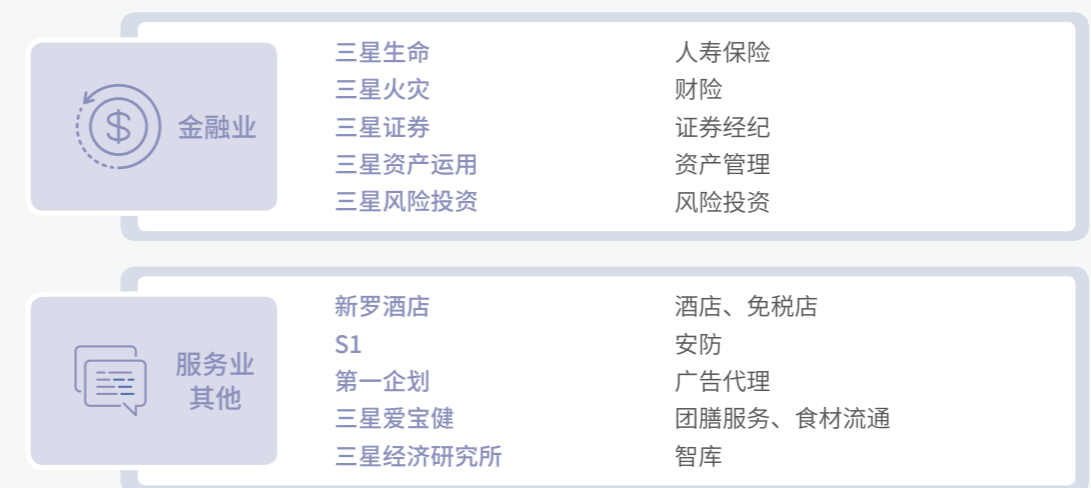 金融业
三星生命 人寿保险
三星火灾 财险
三星证券 证券经纪
三星资产运用 资产管理
三星风险投资 风险投资
服务业
其他
新罗酒店 酒店、免税店
S1 安防
第一企划 广告代理
三星爱宝健 团膳服务、食材流通
三星经济研究所 智库